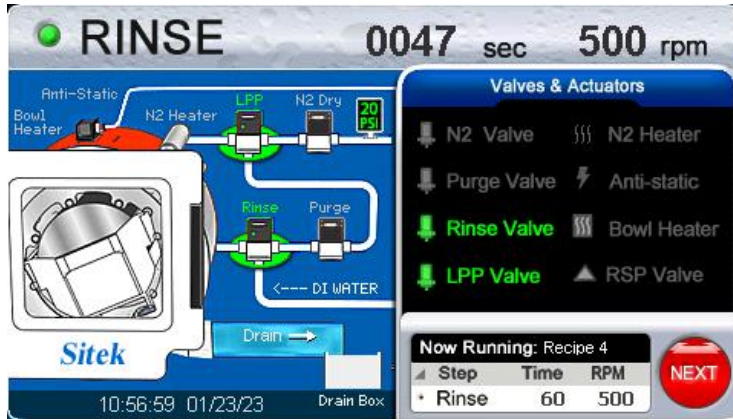 RINSE 0047 sec 500 rpm
Anti-Static
Bowl Heater
N2 Heater
LPP
N2 Dry
20 PSI
Rinse
Purge
<--- DI WATER
Drain
Sitek
10:56:59 01/23/23
Drain Box
Valves & Actuators
N2 Valve
N2 Heater
Purge Valve
Anti-static
Rinse Valve
Bowl Heater
LPP Valve
RSP Valve
Now Running: Recipe 4
Step Time RPM
Rinse 60 500
NEXT